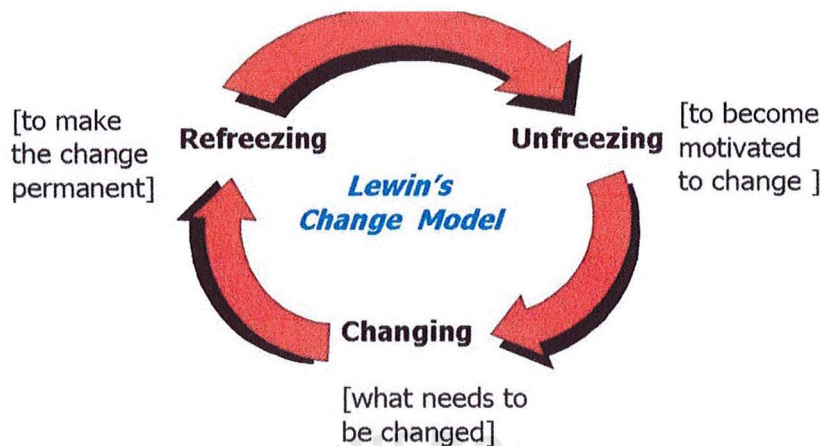 [to make
the change
permanent]
Refreezing
Unfreezing
[to become
motivated
to change ]
Lewin's
Change Model
Changing
[what needs to
be changed]